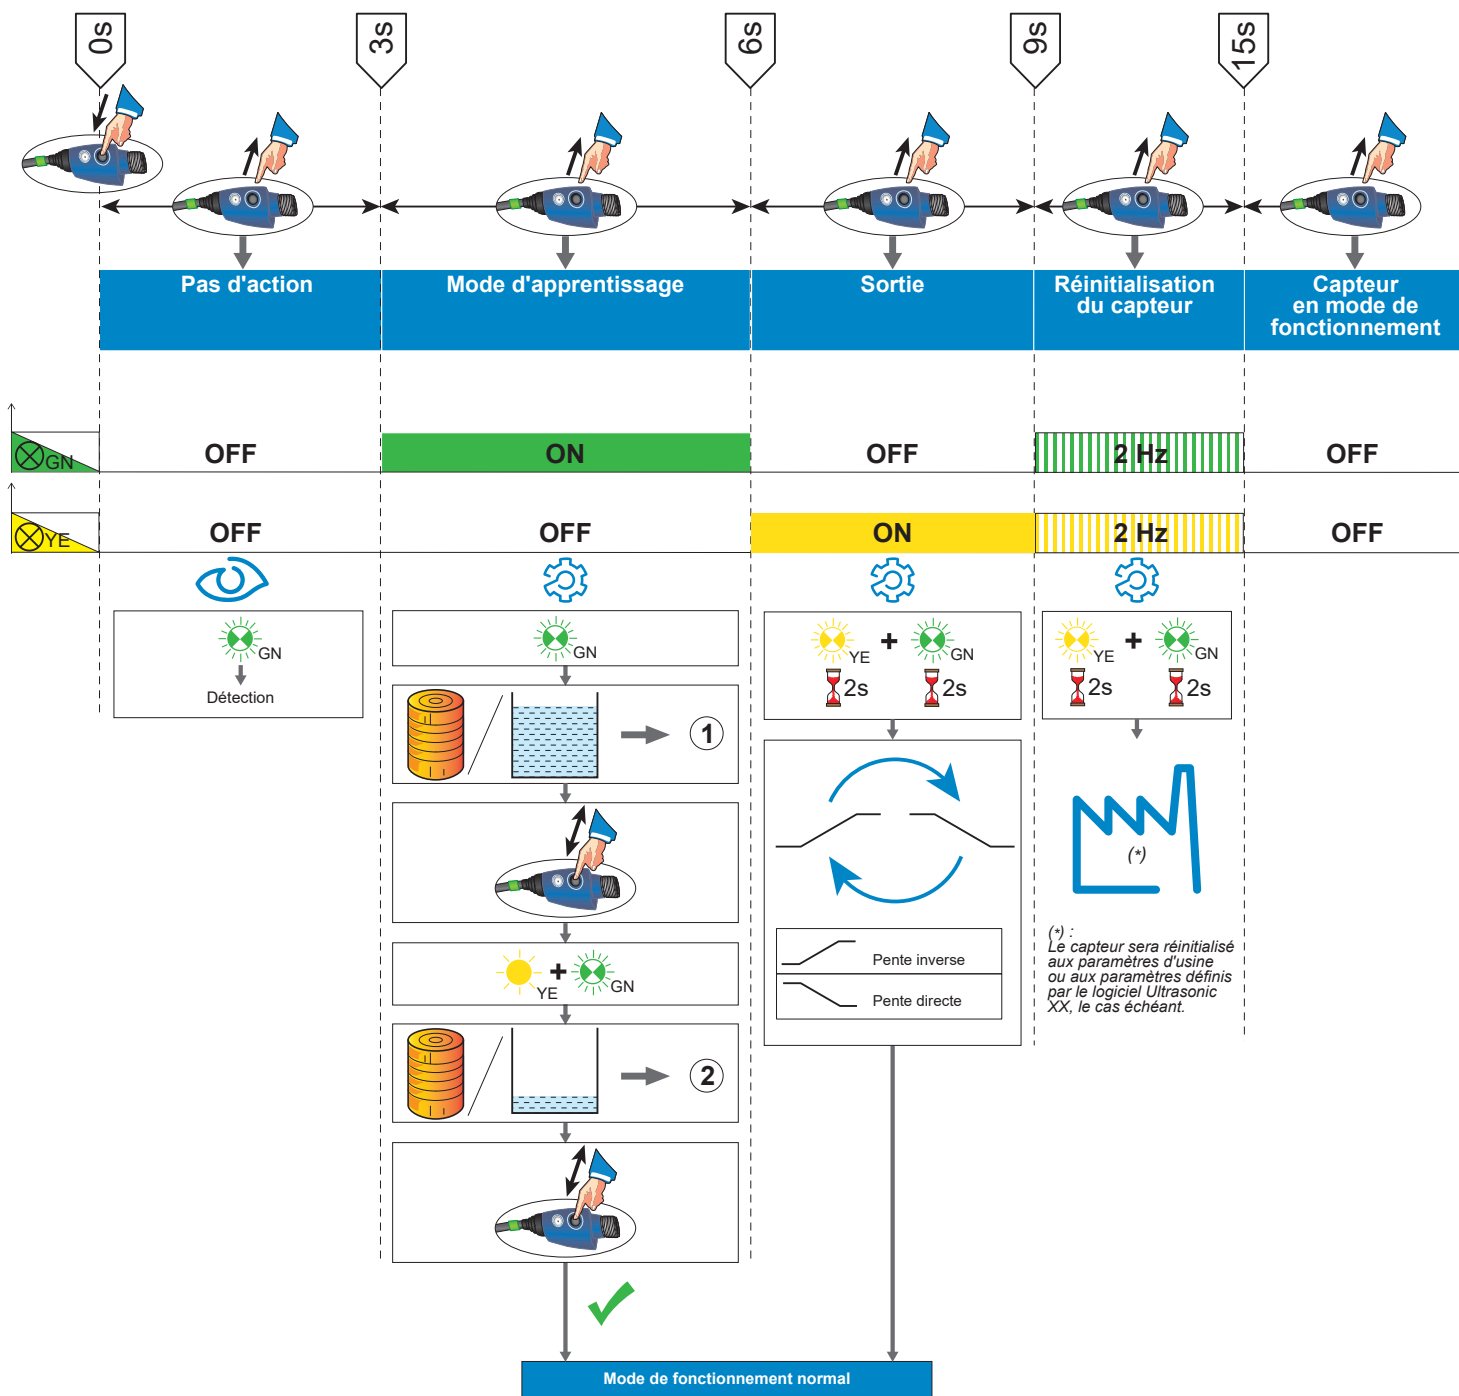 0s
3s
6s
9s
15s
Pas d'action
Mode d'apprentissage
Sortie
Réinitialisation
du capteur
Capteur
en mode de
fonctionnement
GN
OFF
ON
OFF
2 Hz
OFF
YE
OFF
OFF
ON
2 Hz
OFF
GN
Détection
GN
1
YE + GN
2
YE + GN
2s 2s
Pente inverse
Pente directe
YE + GN
2s 2s
(*)
(*) :
Le capteur sera réinitialisé
aux paramètres d'usine
ou aux paramètres définis
par le logiciel Ultrasonic
XX, le cas échéant.
Mode de fonctionnement normal